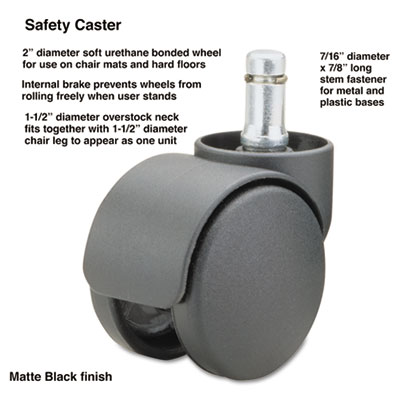 Safety Caster
2” diameter soft urethane bonded wheel
for use on chair mats and hard floors
Internal brake prevents wheels from
rolling freely when user stands
1-1/2” diameter overstock neck
fits together with 1-1/2” diameter
chair leg to appear as one unit
7/16” diameter
x 7/8” long
stem fastener
for metal and
plastic bases
Matte Black finish